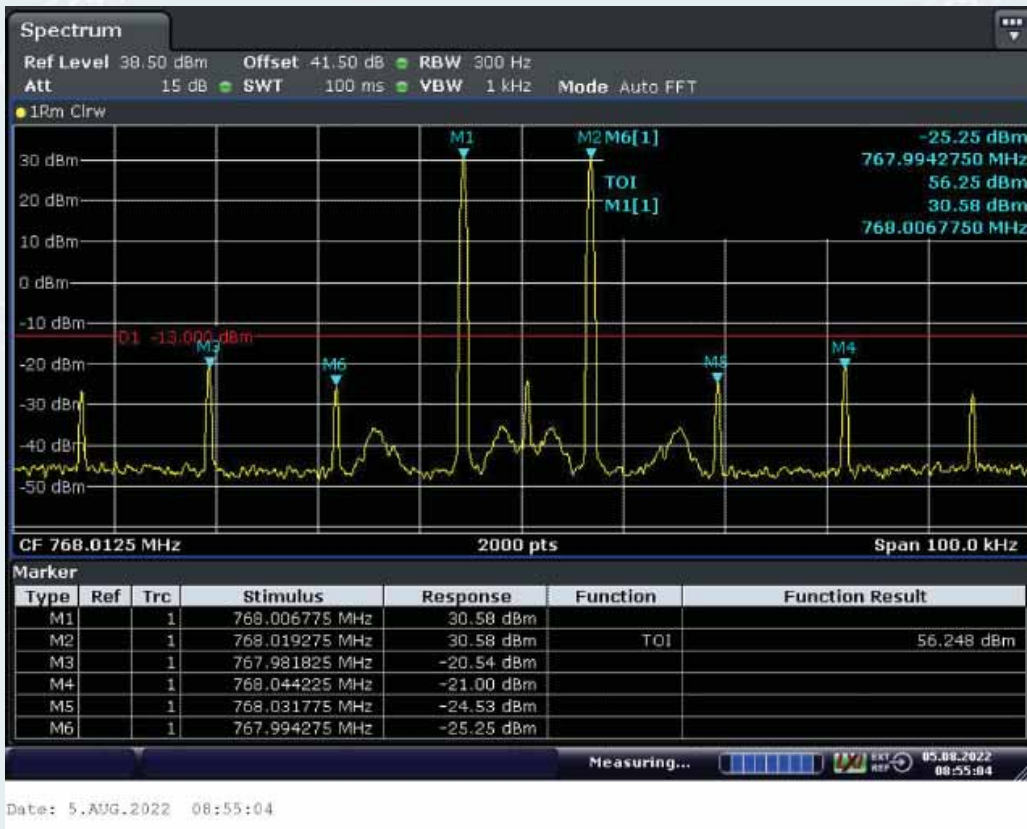 Spectrum
Ref Level 38.50 dBm Offset 41.50 dB RBW 300 Hz
Att 15 dB SWT 100 ms VBW 1 kHz Mode Auto FFT
1Rm Clrw
M1 M2 M6[1] -25.25 dBm
30 dBm 767.9942750 MHz
TOI 56.25 dBm
20 dBm M1[1] 30.58 dBm
768.0067750 MHz
10 dBm
0 dBm
-10 dBm
D1 -13.000 dBm
M3 M4
-20 dBm M6 M5
-30 dBm
-40 dBm
-50 dBm
CF 768.0125 MHz 2000 pts Span 100.0 kHz
Marker
Type Ref Trc Stimulus Response Function Function Result
M1 1 768.006775 MHz 30.58 dBm
M2 1 768.019275 MHz 30.58 dBm TOI 56.248 dBm
M3 1 767.981825 MHz -20.54 dBm
M4 1 768.044225 MHz -21.00 dBm
M5 1 768.031775 MHz -24.53 dBm
M6 1 767.994275 MHz -25.25 dBm
Measuring... LXI EXT REF 05.08.2022
08:55:04
Date: 5.AUG.2022 08:55:04